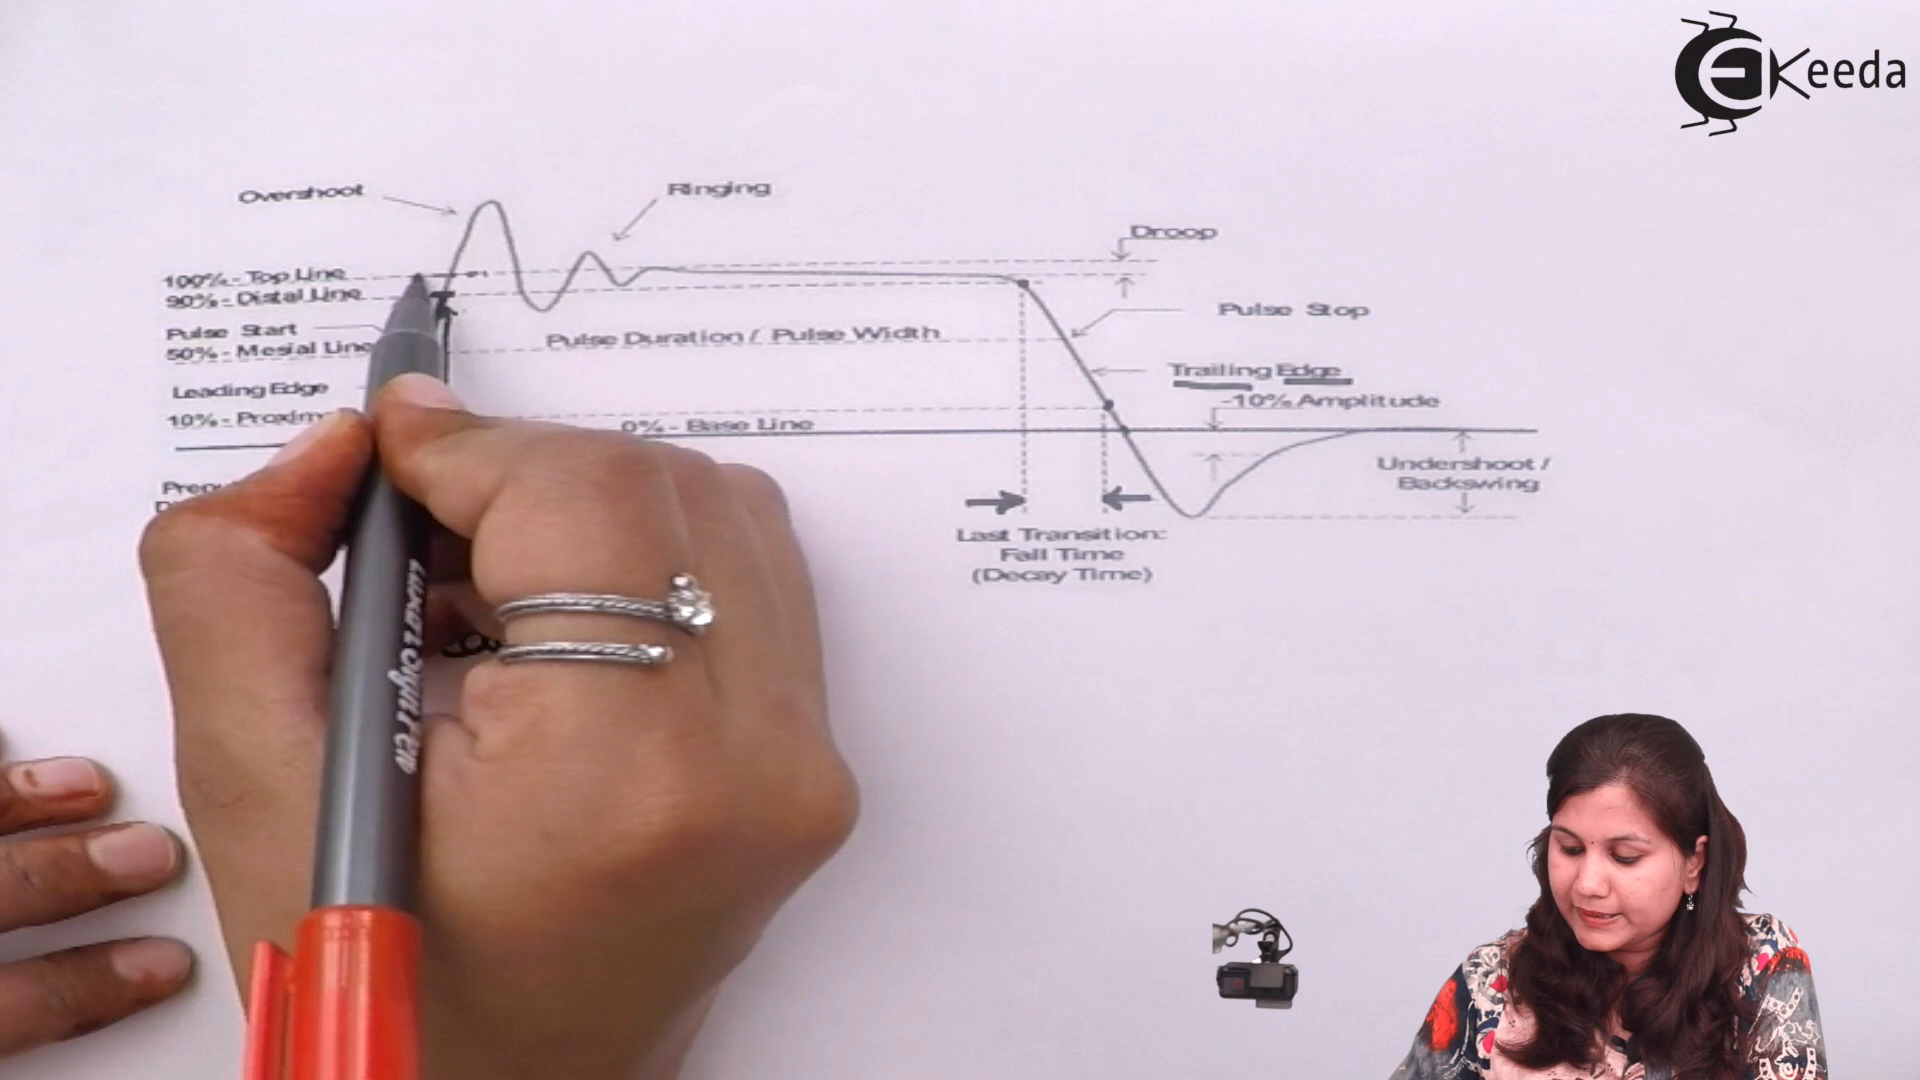 EKeeda
Overshoot
Ringing
Droop
100% - Top Line
90% - Distal Line
Pulse Start
50% - Mesial Line
Pulse Duration / Pulse Width
Pulse Stop
Leading Edge
Trailing Edge
-10% Amplitude
10% -
0% - Base Line
Undershoot /
Backswing
Last Transition:
Fall Time
(Decay Time)